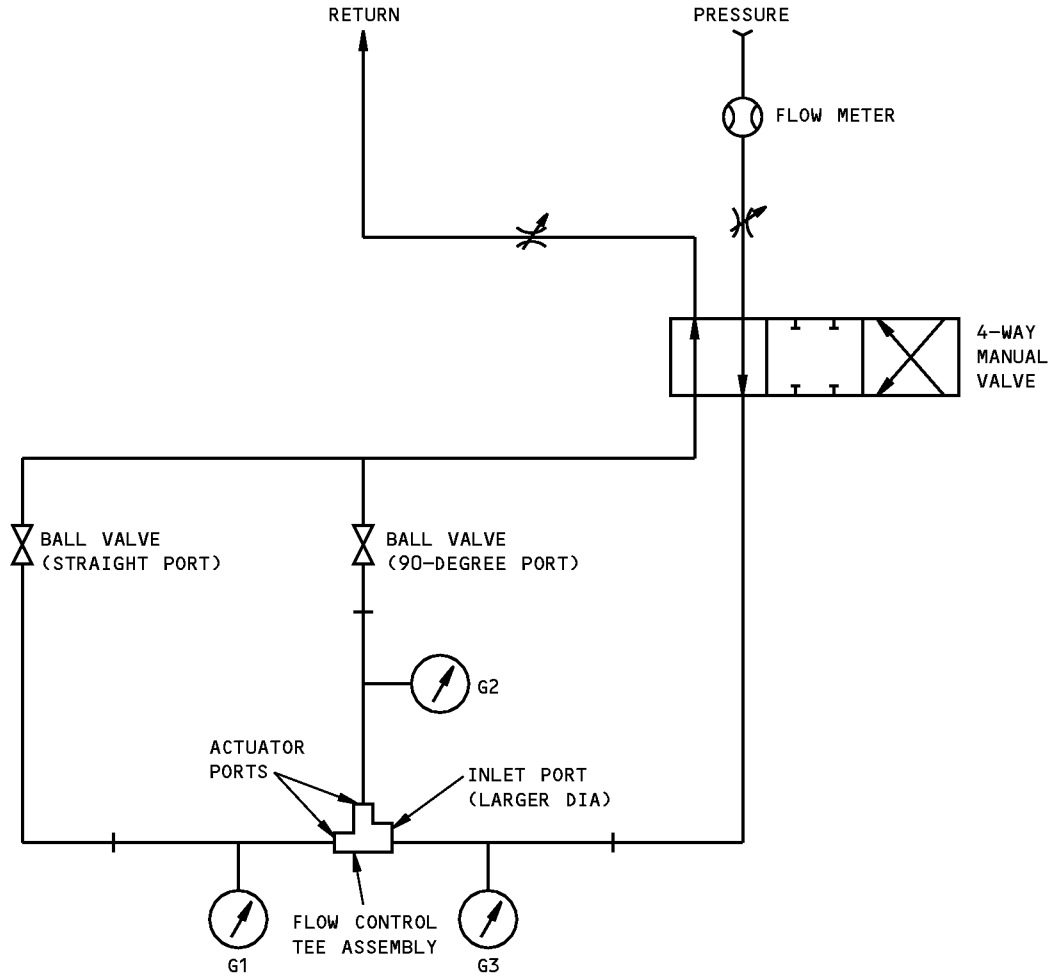 RETURN
PRESSURE
FLOW METER
4-WAY
MANUAL
VALVE
BALL VALVE
(STRAIGHT PORT)
BALL VALVE
(90-DEGREE PORT)
G2
ACTUATOR
PORTS
INLET PORT
(LARGER DIA)
FLOW CONTROL
TEE ASSEMBLY
G1
G3